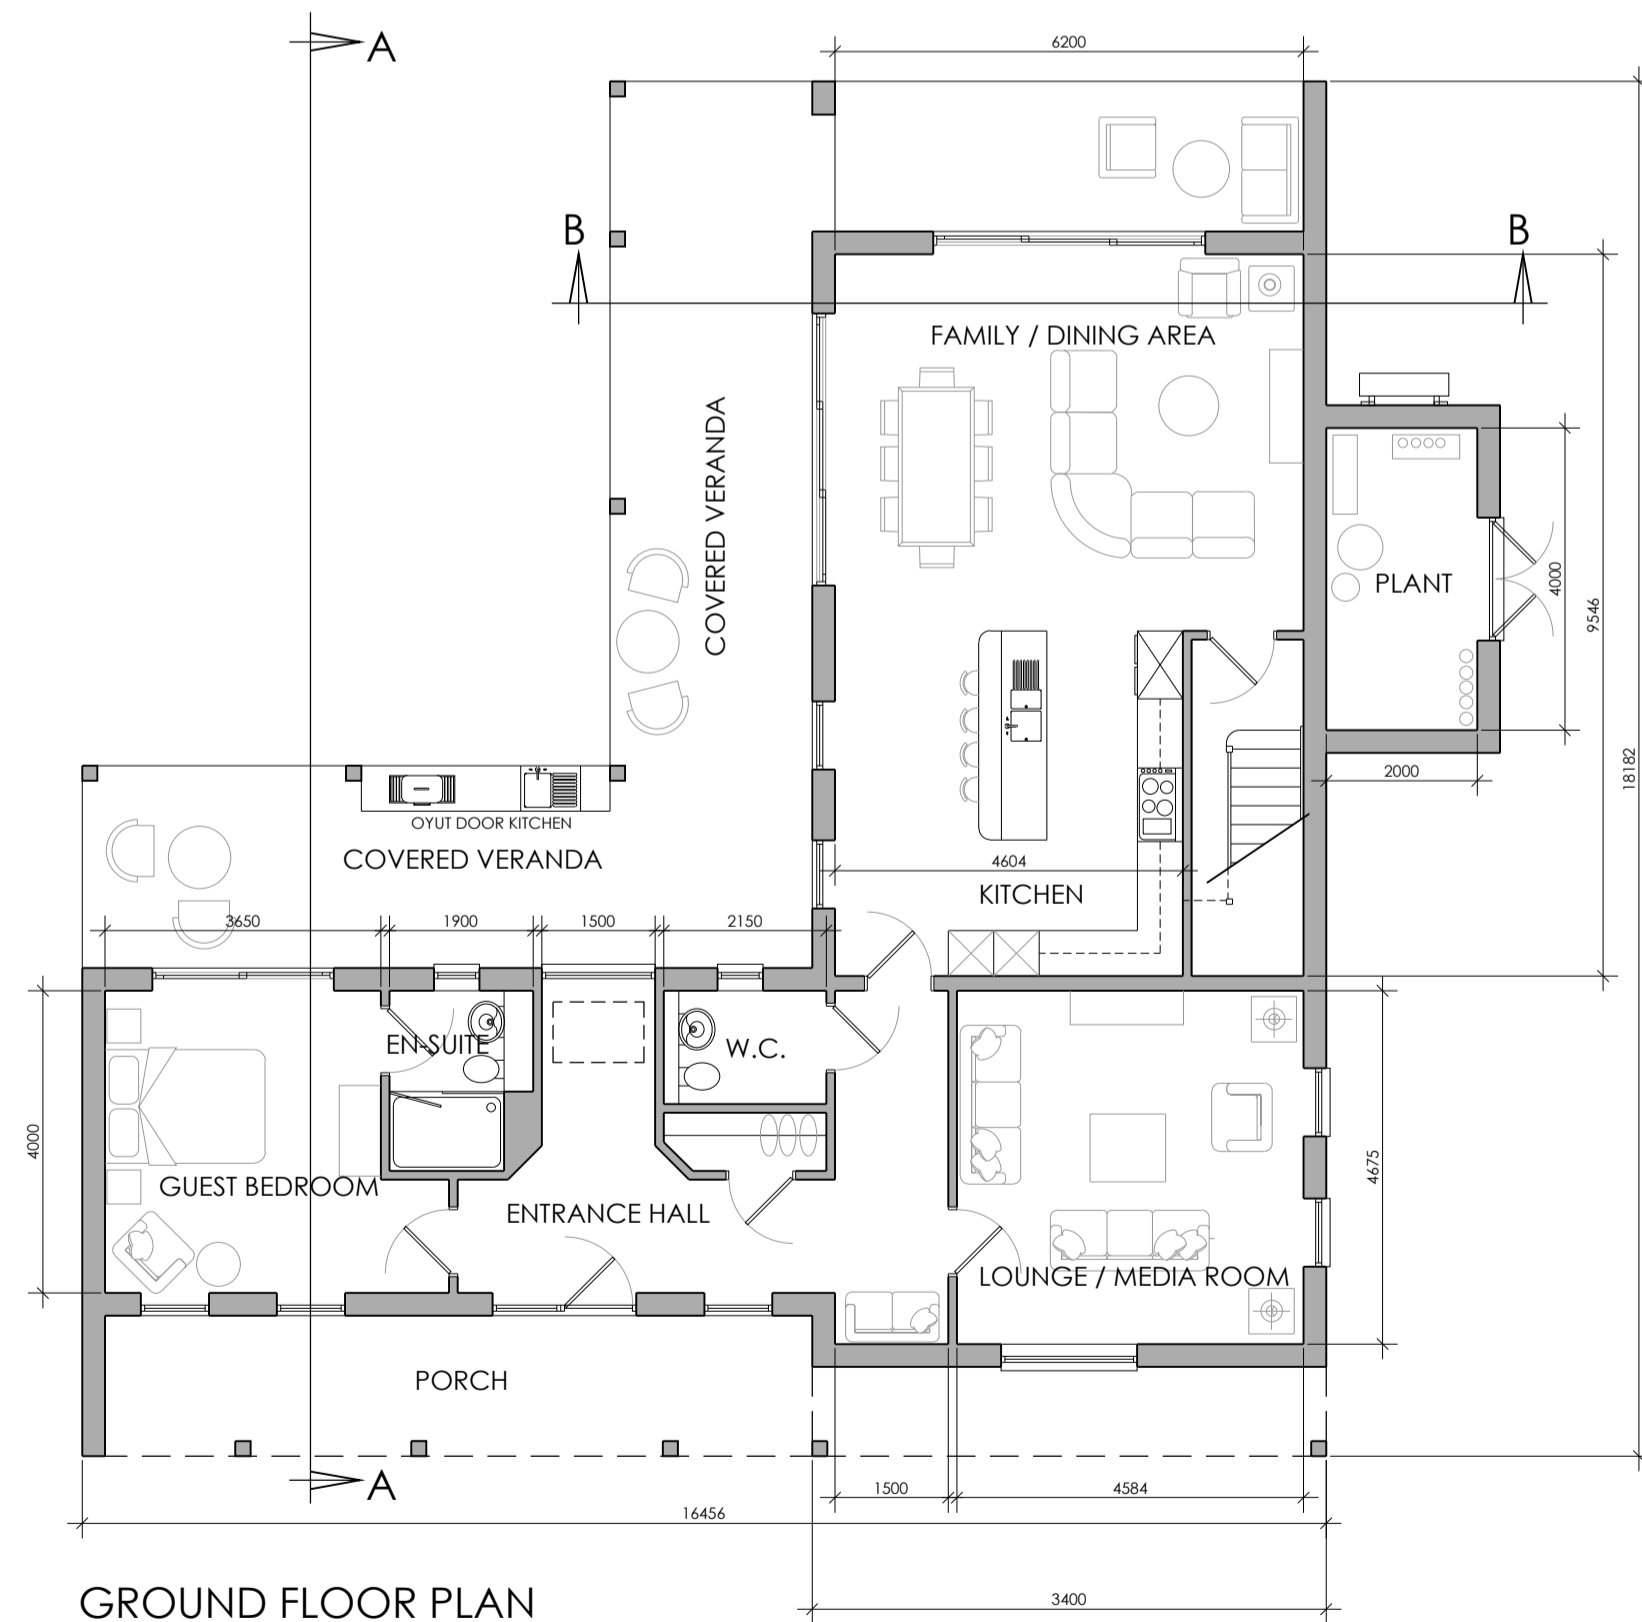 A
6200
B
B
FAMILY / DINING AREA
COVERED VERANDA
PLANT
4000
9546
18182
2000
OYUT DOOR KITCHEN
COVERED VERANDA
4604
KITCHEN
3650
1900
1500
2150
EN-SUITE
W.C.
4000
GUEST BEDROOM
ENTRANCE HALL
4675
LOUNGE / MEDIA ROOM
PORCH
A
1500
4584
16456
3400
GROUND FLOOR PLAN